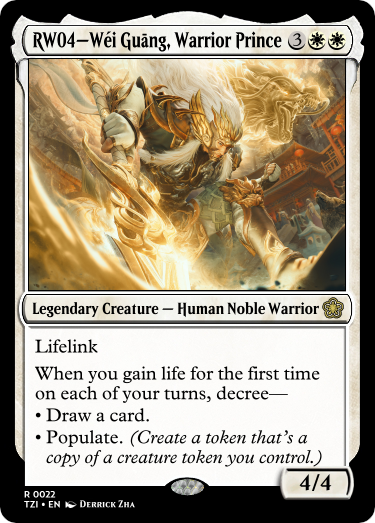 RW04–Wéi Guāng, Warrior Prince 3
Legendary Creature — Human Noble Warrior
Lifelink
When you gain life for the first time
on each of your turns, decree—
• Draw a card.
• Populate. (Create a token that's a
copy of a creature token you control.)
4/4
R 0022
TZI • EN Derrick Zha